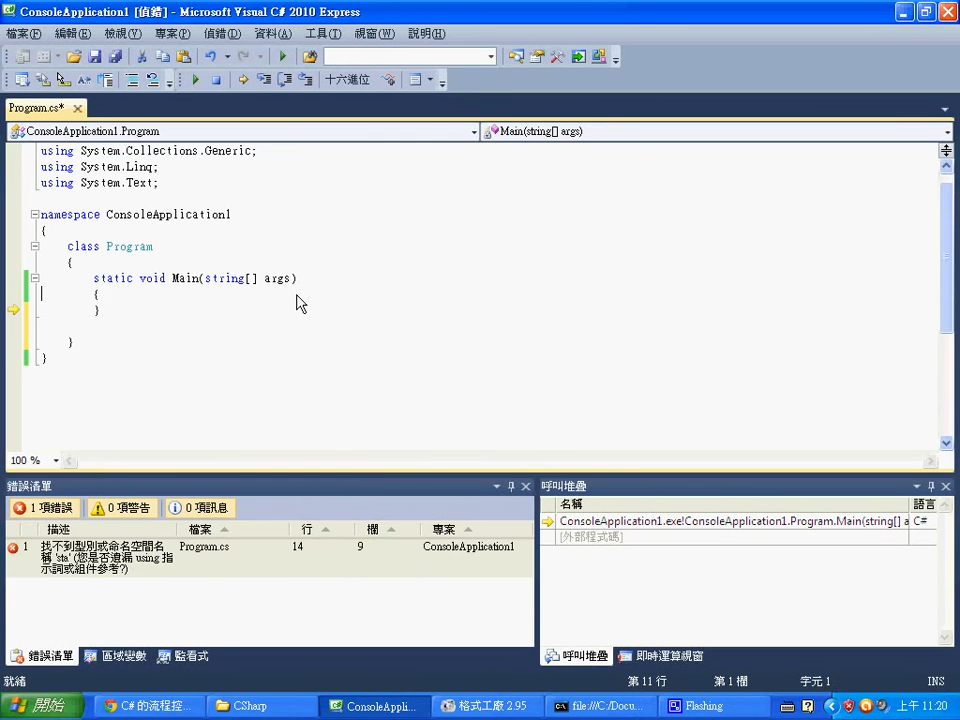 ConsoleApplication1 [偵錯] - Microsoft Visual C# 2010 Express
檔案(F) 編輯(E) 檢視(V) 專案(P) 偵錯(D) 資料(A) 工具(T) 視窗(W) 說明(H)
十六進位
Program.cs*
ConsoleApplication1.Program
Main(string[] args)
using System.Collections.Generic;
using System.Linq;
using System.Text;
namespace ConsoleApplication1
{
class Program
{
static void Main(string[] args)
{
}
}
}
100 %
錯誤清單
1 項錯誤 0 項警告 0 項訊息
描述 檔案 行 欄 專案
1 找不到型別或命名空間名 Program.cs 14 9 ConsoleApplication1
稱 'sta' (您是否遺漏 using 指
示詞或組件參考?)
錯誤清單 區域變數 監看式
呼叫堆疊
名稱 語言
ConsoleApplication1.exe!ConsoleApplication1.Program.Main(string[] a C#
[外部程式碼]
呼叫堆疊 即時運算視窗
就緒 第 11 行 第 1 欄 字元 1 INS
開始 C# 的流程控... CSharp ConsoleAppli... 格式工廠 2.95 file:///C:/Docu... Flashing 上午 11:20